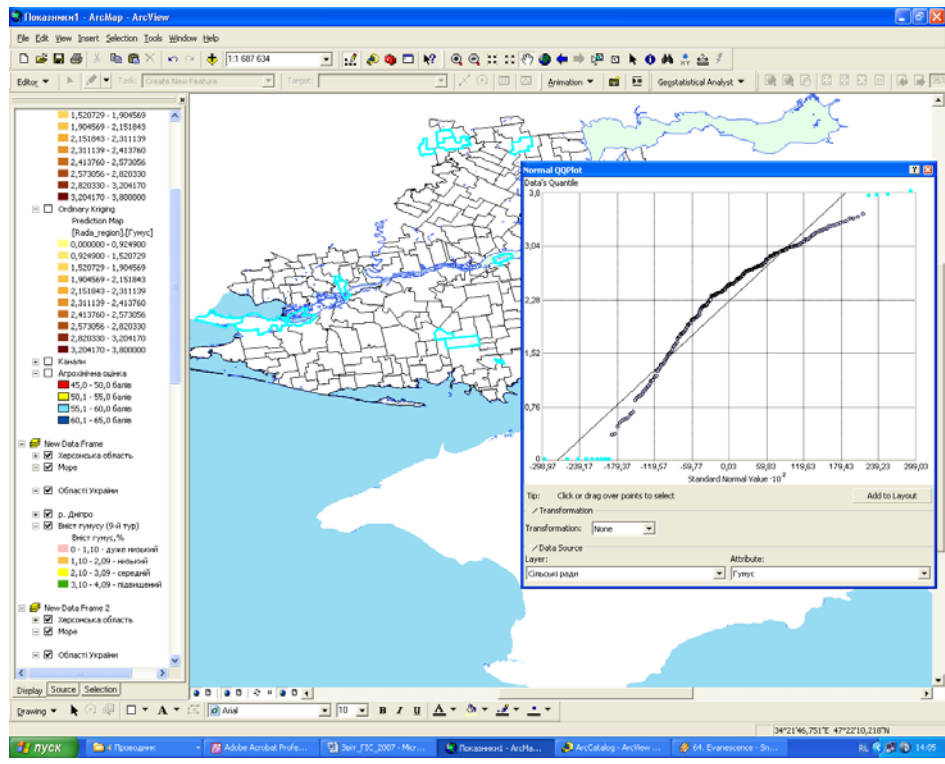 Показники1 - ArcMap - ArcView
File Edit View Insert Selection Tools Window Help
1:1 687 634
Editor Task: Create New Feature Target: Animation Geostatistical Analyst
1,520729 - 1,904569
1,904569 - 2,151843
2,151843 - 2,311139
2,311139 - 2,413760
2,413760 - 2,573056
2,573056 - 2,820330
2,820330 - 3,204170
3,204170 - 3,800000
Ordinary Kriging
Prediction Map
[Rada_region].[Гумус]
0,000000 - 0,924900
0,924900 - 1,520729
1,520729 - 1,904569
1,904569 - 2,151843
2,151843 - 2,311139
2,311139 - 2,413760
2,413760 - 2,573056
2,573056 - 2,820330
2,820330 - 3,204170
3,204170 - 3,800000
Канали
Агрохімічна оцінка
45,0 - 50,0 балів
50,1 - 55,0 балів
55,1 - 60,0 балів
60,1 - 65,0 балів
New Data Frame
Херсонська область
Море
Області України
р. Дніпро
Вміст гумусу (9-й тур)
Вміст гумус,%
0 - 1,10 - дуже низький
1,10 - 2,09 - низький
2,10 - 3,09 - середній
3,10 - 4,09 - підвищений
New Data Frame 2
Херсонська область
Море
Області України
Display Source Selection
Normal QQPlot
Data's Quantile
3,8
3,04
2,28
1,52
0,76
0
-298,97 -239,17 -179,37 -119,57 -59,77 0,03 59,83 119,63 179,43 239,23 299,03
Standard Normal Value ·10
Tip: Click or drag over points to select Add to Layout
Transformation
Transformation: None
Data Source
Layer: Attribute:
Сільські ради Гумус
Drawing A Arial 10 B I U A
34°21'46,751"E 47°22'10,218"N
пуск 4 Проводник Adobe Acrobat Profe... Звіт_ГІС_2007 - Micr... Показники1 - ArcMa... ArcCatalog - ArcView ... 64. Evanescence - Sn... RL 14:05